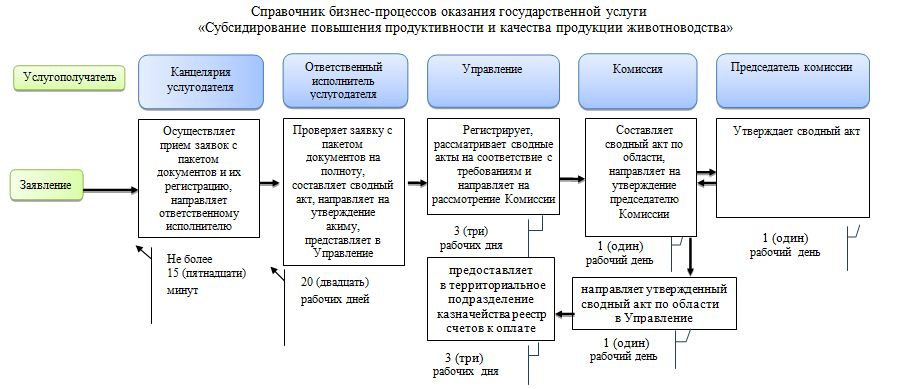 Справочник бизнес-процессов оказания государственной услуги
«Субсидирование повышения продуктивности и качества продукции животноводства»
Услугополучатель
Канцелярия
услугодателя
Ответственный
исполнитель
услугодателя
Управление
Комиссия
Председатель комиссии
Заявление
Осуществляет
прием заявок с
пакетом
документов и их
регистрацию,
направляет
ответственному
исполнителю
Проверяет заявку с
пакетом
документов на
полноту,
составляет сводный
акт, направляет на
утверждение
акиму,
представляет в
Управление
Регистрирует,
рассматривает сводные
акты на соответствие с
требованиям и
направляет на
рассмотрение Комиссии
Составляет
сводный акт по
области,
направляет на
утверждение
председателю
Комиссии
Утверждает сводный акт
Не более
15 (пятнадцати)
минут
20 (двадцать)
рабочих дней
3 (три)
рабочих дня
1 (один)
рабочий день
1 (один)
рабочий день
предоставляет
в территориальное
подразделение
казначейства реестр
счетов к оплате
направляет утвержденный
сводный акт по области
в Управление
3 (три)
рабочих дня
1 (один)
рабочий день